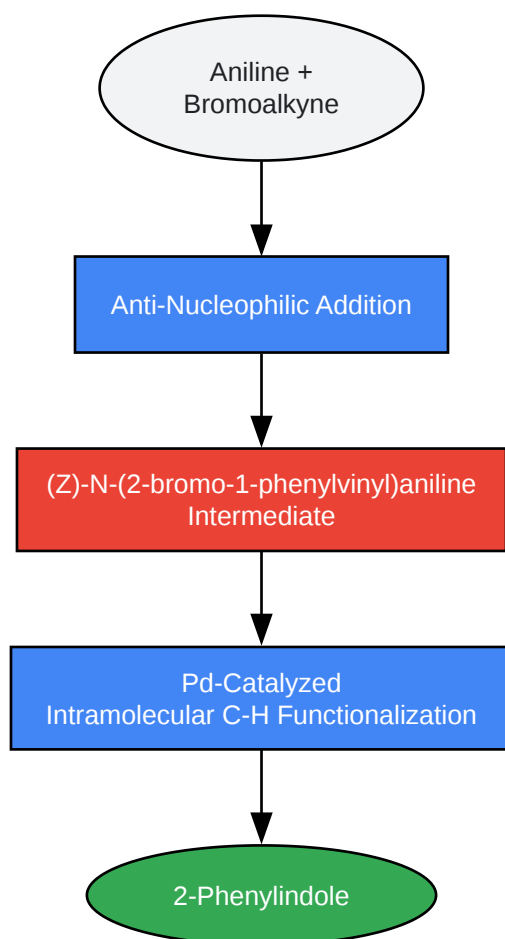 Aniline +
Bromoalkyne
Anti-Nucleophilic Addition
(Z)-N-(2-bromo-1-phenylvinyl)aniline
Intermediate
Pd-Catalyzed
Intramolecular C-H Functionalization
2-Phenylindole